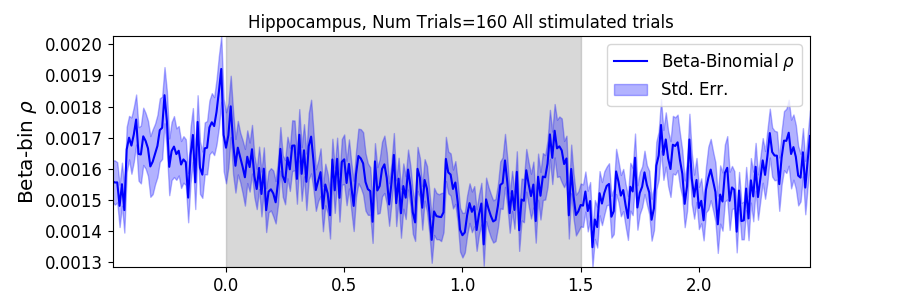 Hippocampus, Num Trials=160 All stimulated trials
Beta-bin ρ
0.0020
0.0019
0.0018
0.0017
0.0016
0.0015
0.0014
0.0013
Beta-Binomial ρ
Std. Err.
0.0 0.5 1.0 1.5 2.0